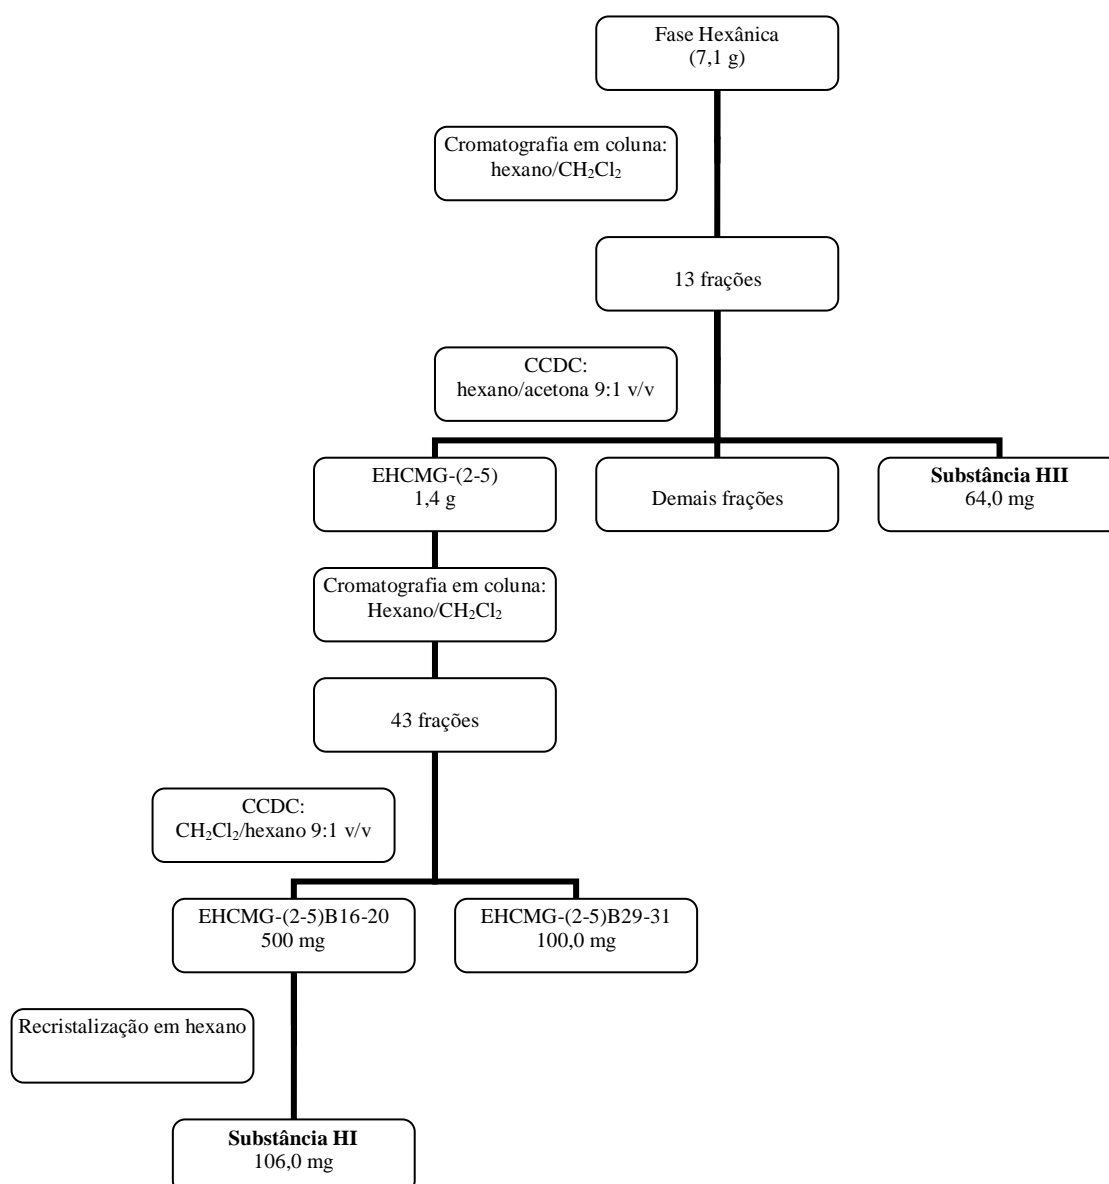 Fase Hexânica
(7,1 g)
Cromatografia em coluna:
hexano/CH₂Cl₂
13 frações
CCDC:
hexano/acetona 9:1 v/v
EHCMG-(2-5)
1,4 g
Demais frações
Substância HII
64,0 mg
Cromatografia em coluna:
Hexano/CH₂Cl₂
43 frações
CCDC:
CH₂Cl₂/hexano 9:1 v/v
EHCMG-(2-5)B16-20
500 mg
EHCMG-(2-5)B29-31
100,0 mg
Recristalização em hexano
Substância HI
106,0 mg